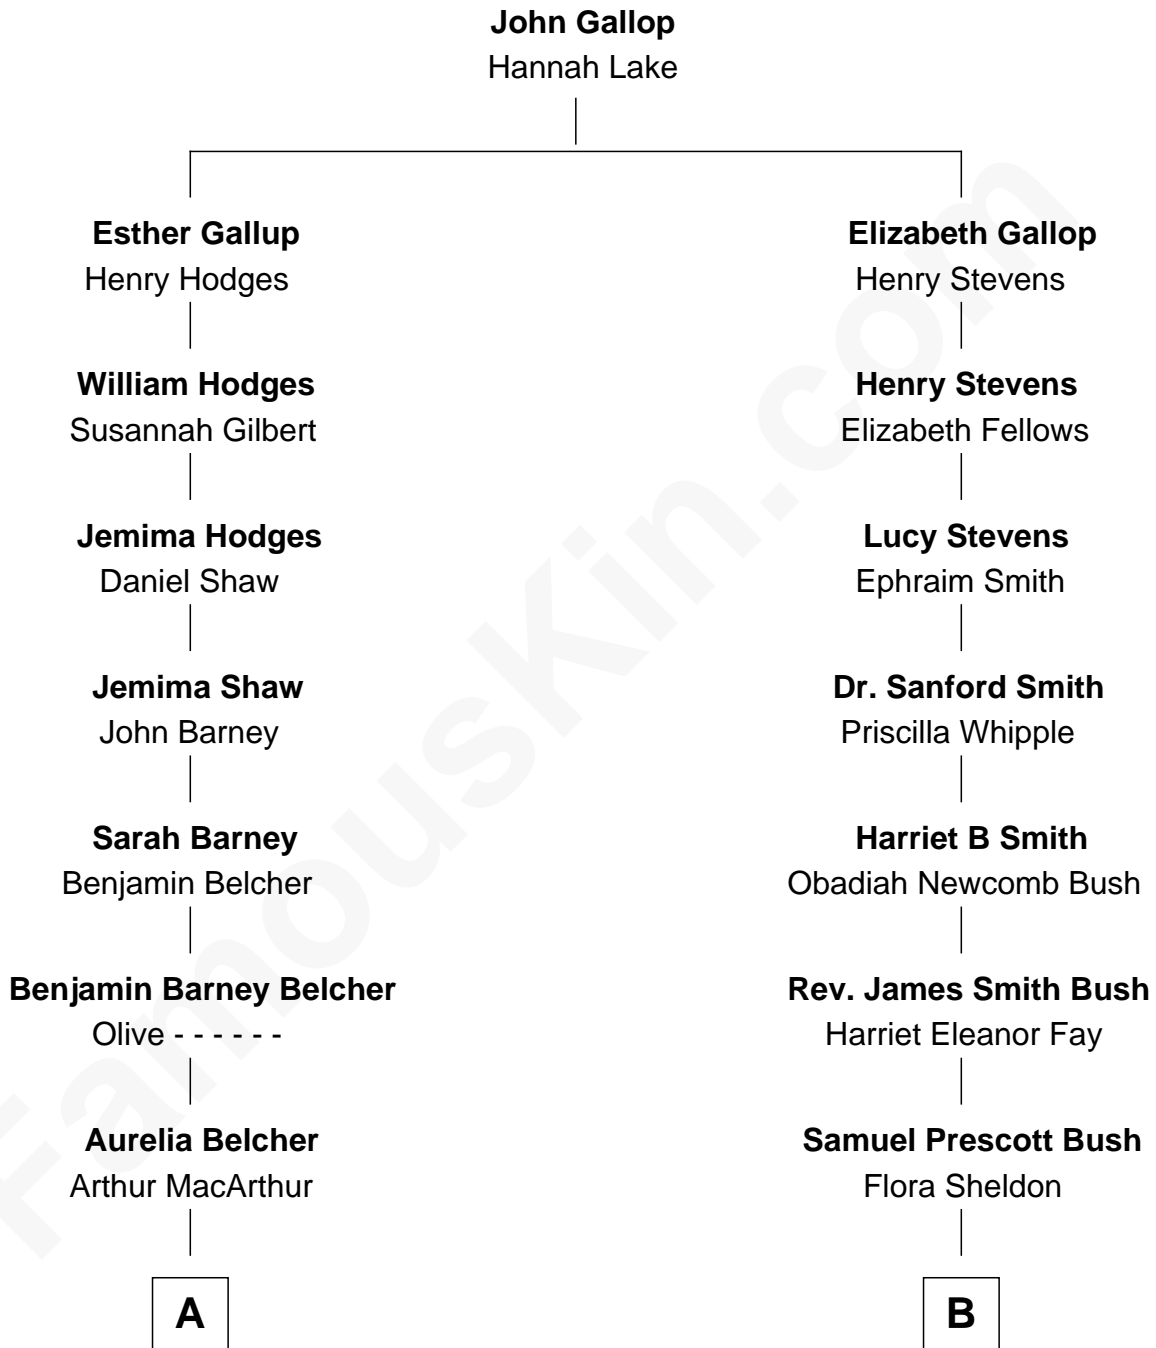 John Gallop
Hannah Lake
Esther Gallup
Henry Hodges
William Hodges
Susannah Gilbert
Jemima Hodges
Daniel Shaw
Jemima Shaw
John Barney
Sarah Barney
Benjamin Belcher
Benjamin Barney Belcher
Olive - - - - - -
Aurelia Belcher
Arthur MacArthur
A
Elizabeth Gallop
Henry Stevens
Henry Stevens
Elizabeth Fellows
Lucy Stevens
Ephraim Smith
Dr. Sanford Smith
Priscilla Whipple
Harriet B Smith
Obadiah Newcomb Bush
Rev. James Smith Bush
Harriet Eleanor Fay
Samuel Prescott Bush
Flora Sheldon
B
FamousKin.com